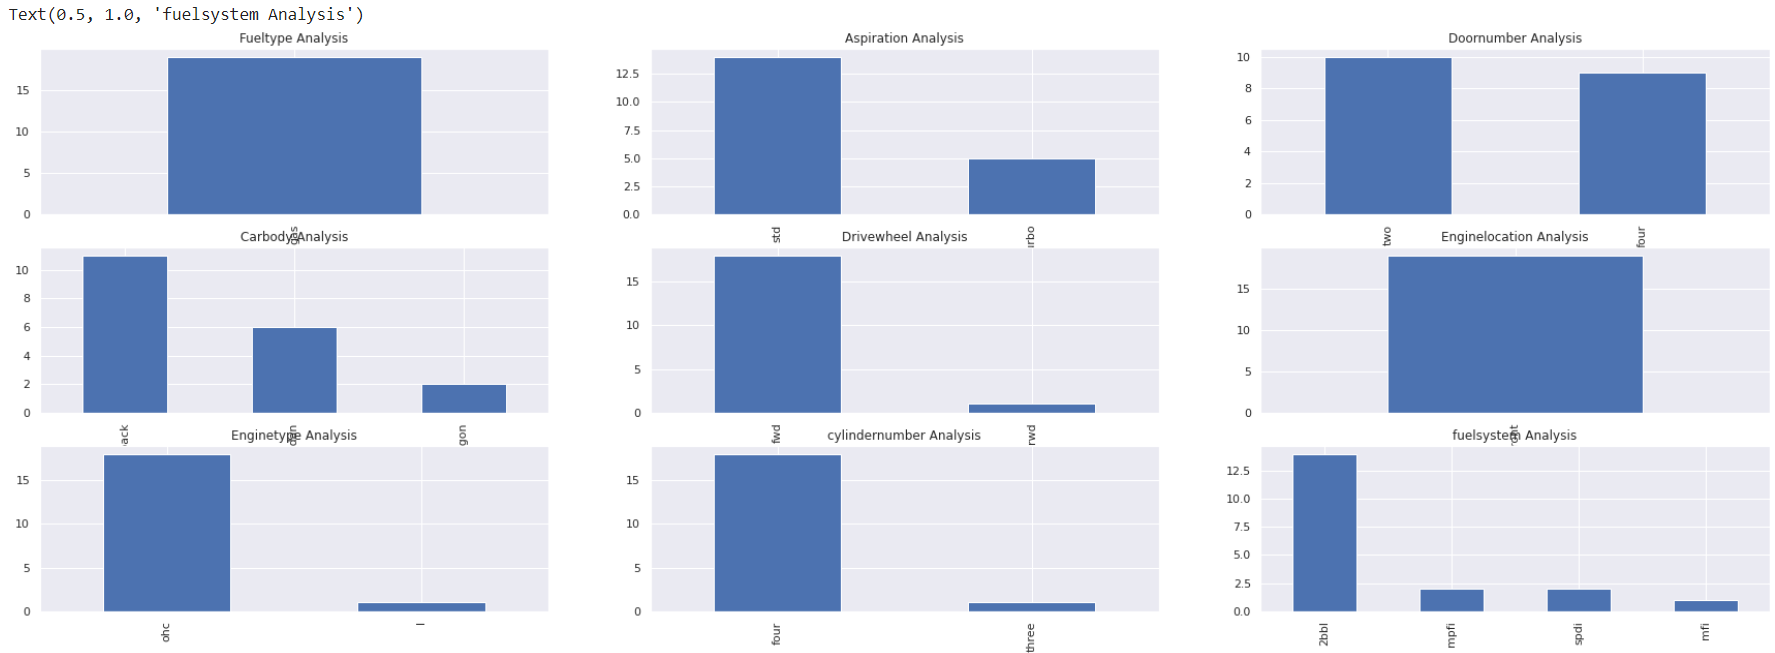 Text(0.5, 1.0, 'fuelsystem Analysis')
Fueltype Analysis
15
10
5
0
Aspiration Analysis
12.5
10.0
7.5
5.0
2.5
0.0
std
Doornumber Analysis
10
8
6
4
2
0
two
four
Carbody Analysis
10
8
6
4
2
0
Drivewheel Analysis
15
10
5
0
fwd
rwd
Enginelocation Analysis
15
10
5
0
Enginetype Analysis
15
10
5
0
ohc
l
cylindernumber Analysis
15
10
5
0
four
three
fuelsystem Analysis
12.5
10.0
7.5
5.0
2.5
0.0
2bbl
mpfi
spdi
mfi